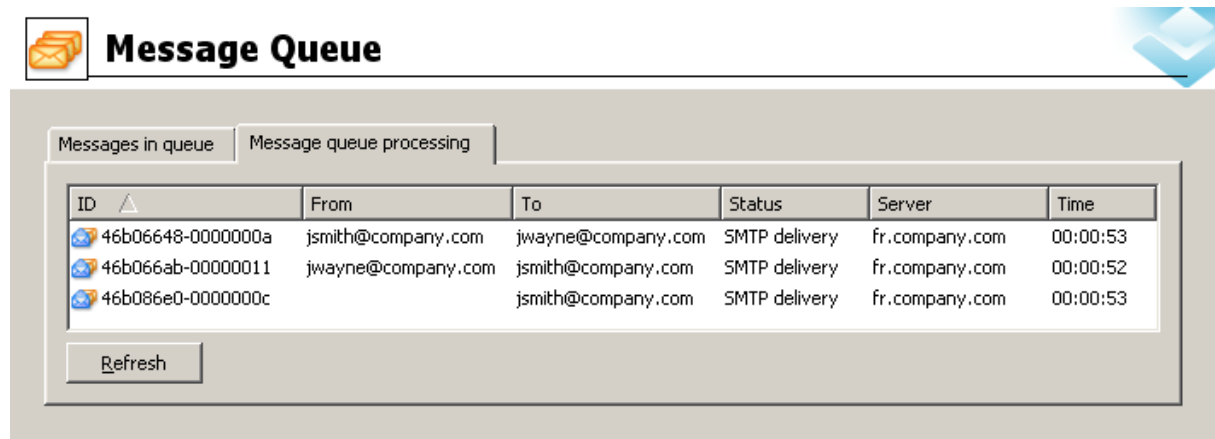 Message Queue
Messages in queue Message queue processing
ID From To Status Server Time
46b06648-0000000a jsmith@company.com jwayne@company.com SMTP delivery fr.company.com 00:00:53
46b066ab-00000011 jwayne@company.com jsmith@company.com SMTP delivery fr.company.com 00:00:52
46b086e0-0000000c jsmith@company.com SMTP delivery fr.company.com 00:00:53
Refresh